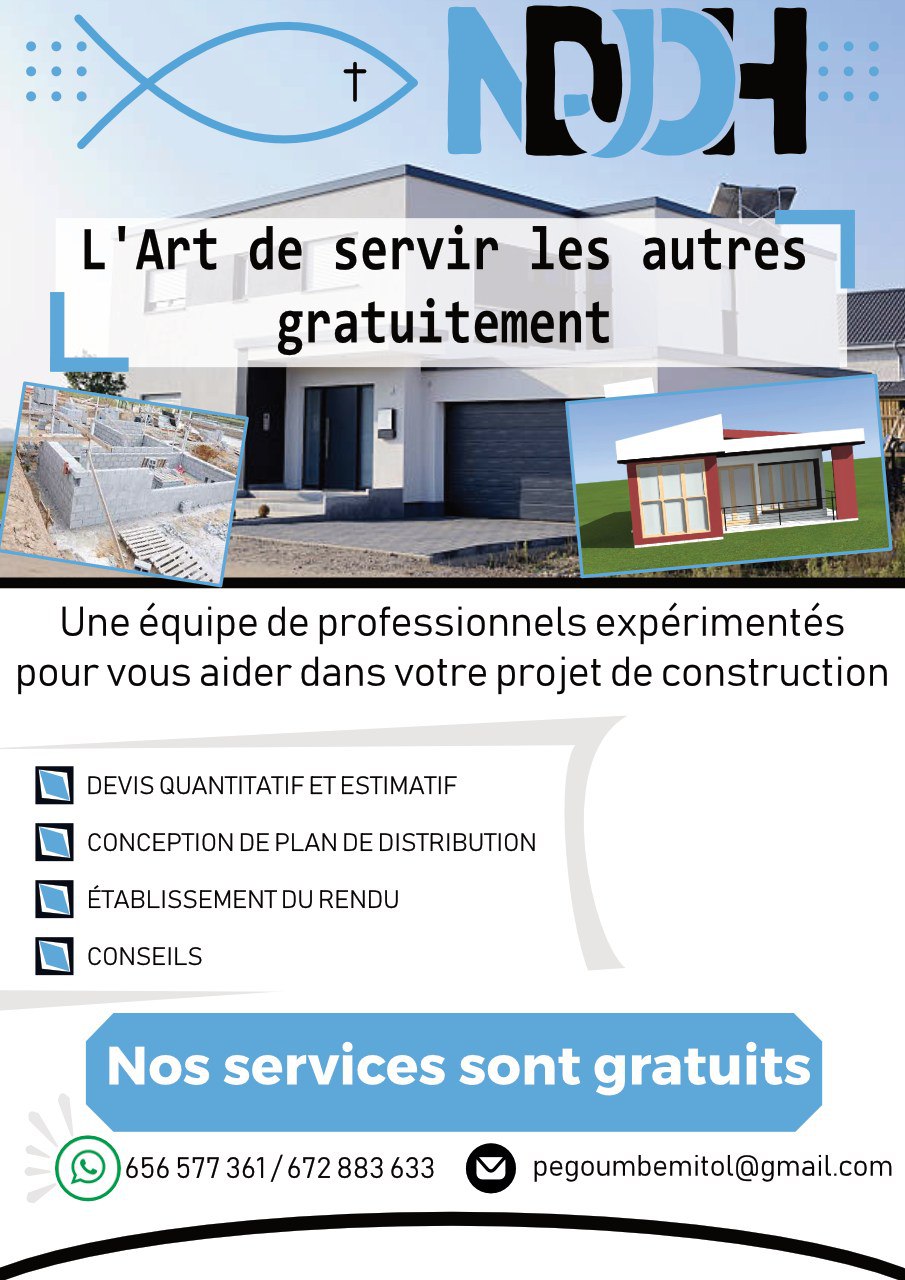 NDJDH
L'Art de servir les autres
gratuitement
Une équipe de professionnels expérimentés
pour vous aider dans votre projet de construction
DEVIS QUANTITATIF ET ESTIMATIF
CONCEPTION DE PLAN DE DISTRIBUTION
ÉTABLISSEMENT DU RENDU
CONSEILS
Nos services sont gratuits
656 577 361 / 672 883 633
pegoumbemitol@gmail.com